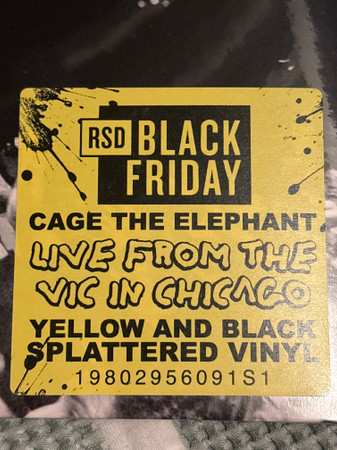 RSD BLACK
FRIDAY
CAGE THE ELEPHANT
LIVE FROM THE
VIC IN CHICAGO
YELLOW AND BLACK
SPLATTERED VINYL
19802956091S1